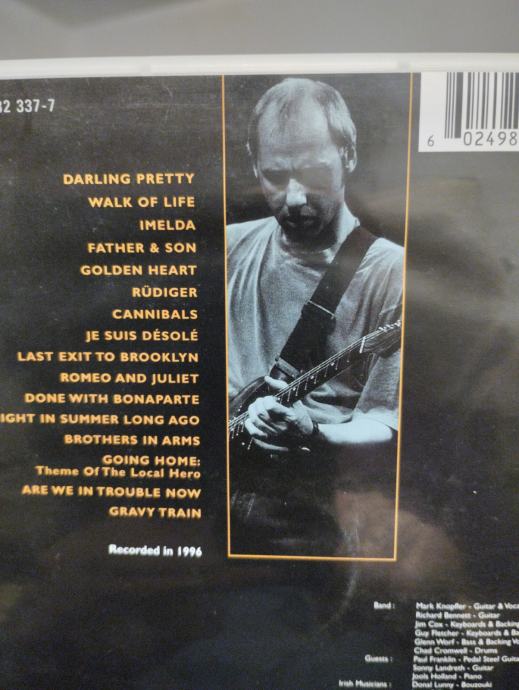 32 337-7
6 02498
DARLING PRETTY
WALK OF LIFE
IMELDA
FATHER & SON
GOLDEN HEART
RÜDIGER
CANNIBALS
JE SUIS DÉSOLÉ
LAST EXIT TO BROOKLYN
ROMEO AND JULIET
DONE WITH BONAPARTE
IGHT IN SUMMER LONG AGO
BROTHERS IN ARMS
GOING HOME:
Theme Of The Local Hero
ARE WE IN TROUBLE NOW
GRAVY TRAIN
Recorded in 1996
Band : Mark Knopfler - Guitar & Voca
Richard Bennett - Guitar
Jim Cox - Keyboards & Backing
Guy Fletcher - Keyboards & Ba
Glenn Worf - Bass & Backing Vo
Chad Cromwell - Drums
Guests : Paul Franklin - Pedal Steel Guita
Sonny Landreth - Guitar
Jools Holland - Piano
Irish Musicians : Donal Lunny - Bouzouki